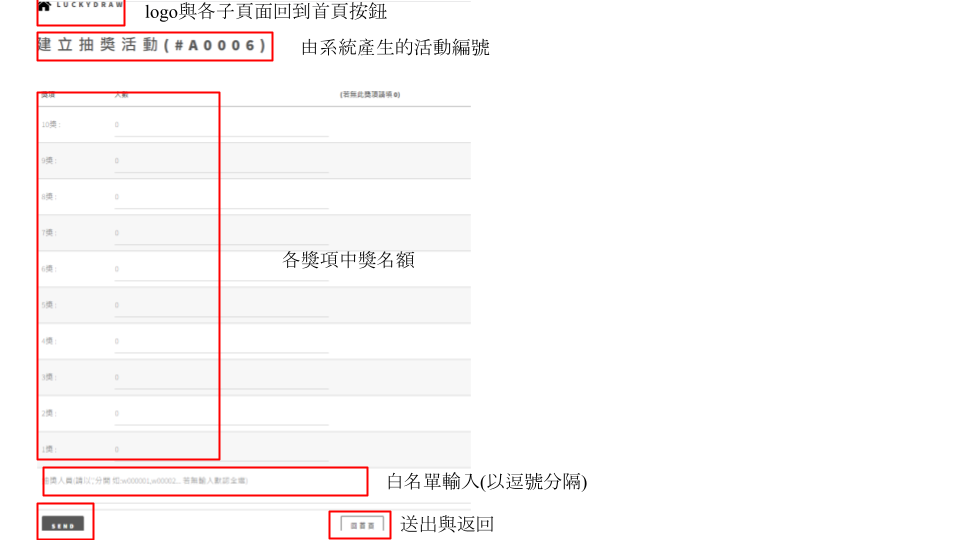 LUCKYDRAW
logo與各子頁面回到首頁按鈕
建立抽獎活動(#A0006)
由系統產生的活動編號
獎項 人數 (若無此獎項請填0)
10獎 : 0
9獎 : 0
8獎 : 0
7獎 : 0
各獎項中獎名額
6獎 : 0
5獎 : 0
4獎 : 0
3獎 : 0
2獎 : 0
1獎 : 0
白名單輸入(以逗號分隔)
SEND
送出與返回